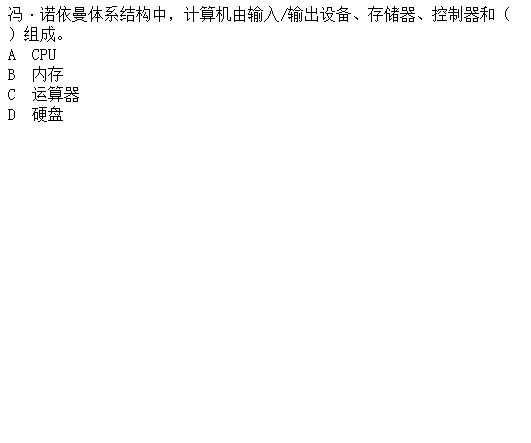 冯·诺依曼体系结构中，计算机由输入/输出设备、存储器、控制器和（
）组成。
A  CPU
B  内存
C  运算器
D  硬盘